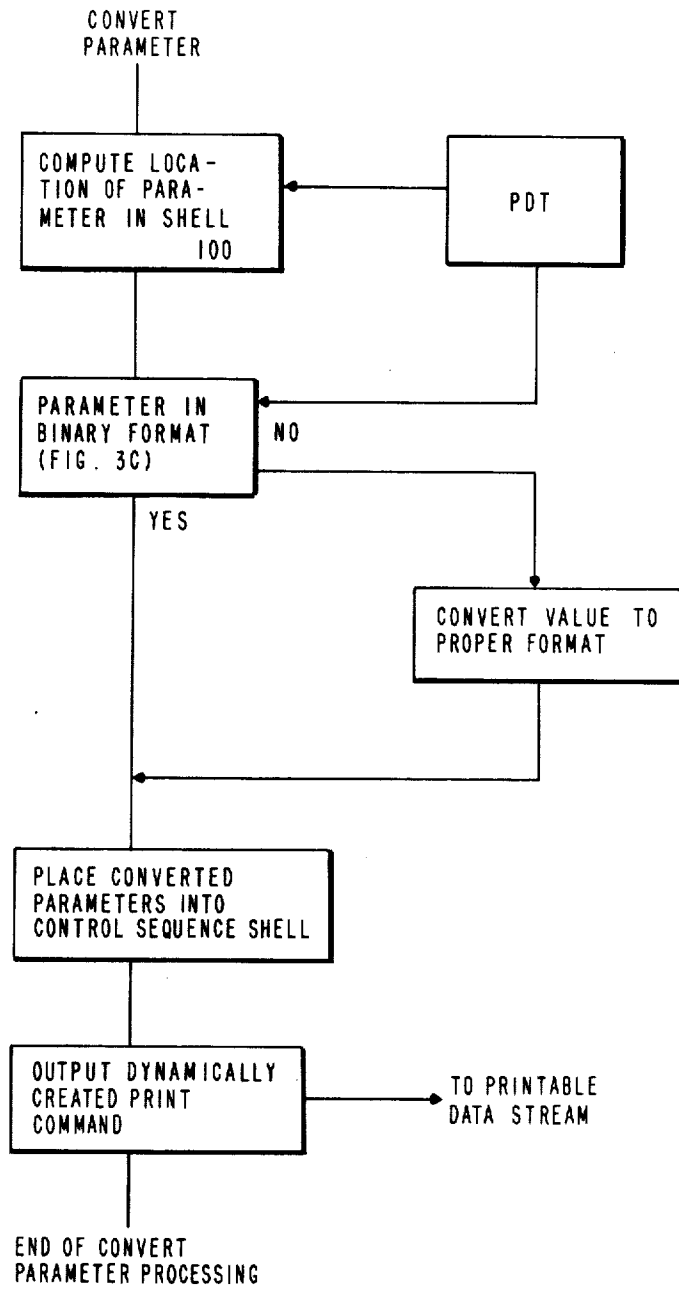 CONVERT
PARAMETER
COMPUTE LOCA-
TION OF PARA-
METER IN SHELL
100
PDT
PARAMETER IN
BINARY FORMAT
(FIG. 3C)
NO
YES
CONVERT VALUE TO
PROPER FORMAT
PLACE CONVERTED
PARAMETERS INTO
CONTROL SEQUENCE SHELL
OUTPUT DYNAMICALLY
CREATED PRINT
COMMAND
TO PRINTABLE
DATA STREAM
END OF CONVERT
PARAMETER PROCESSING